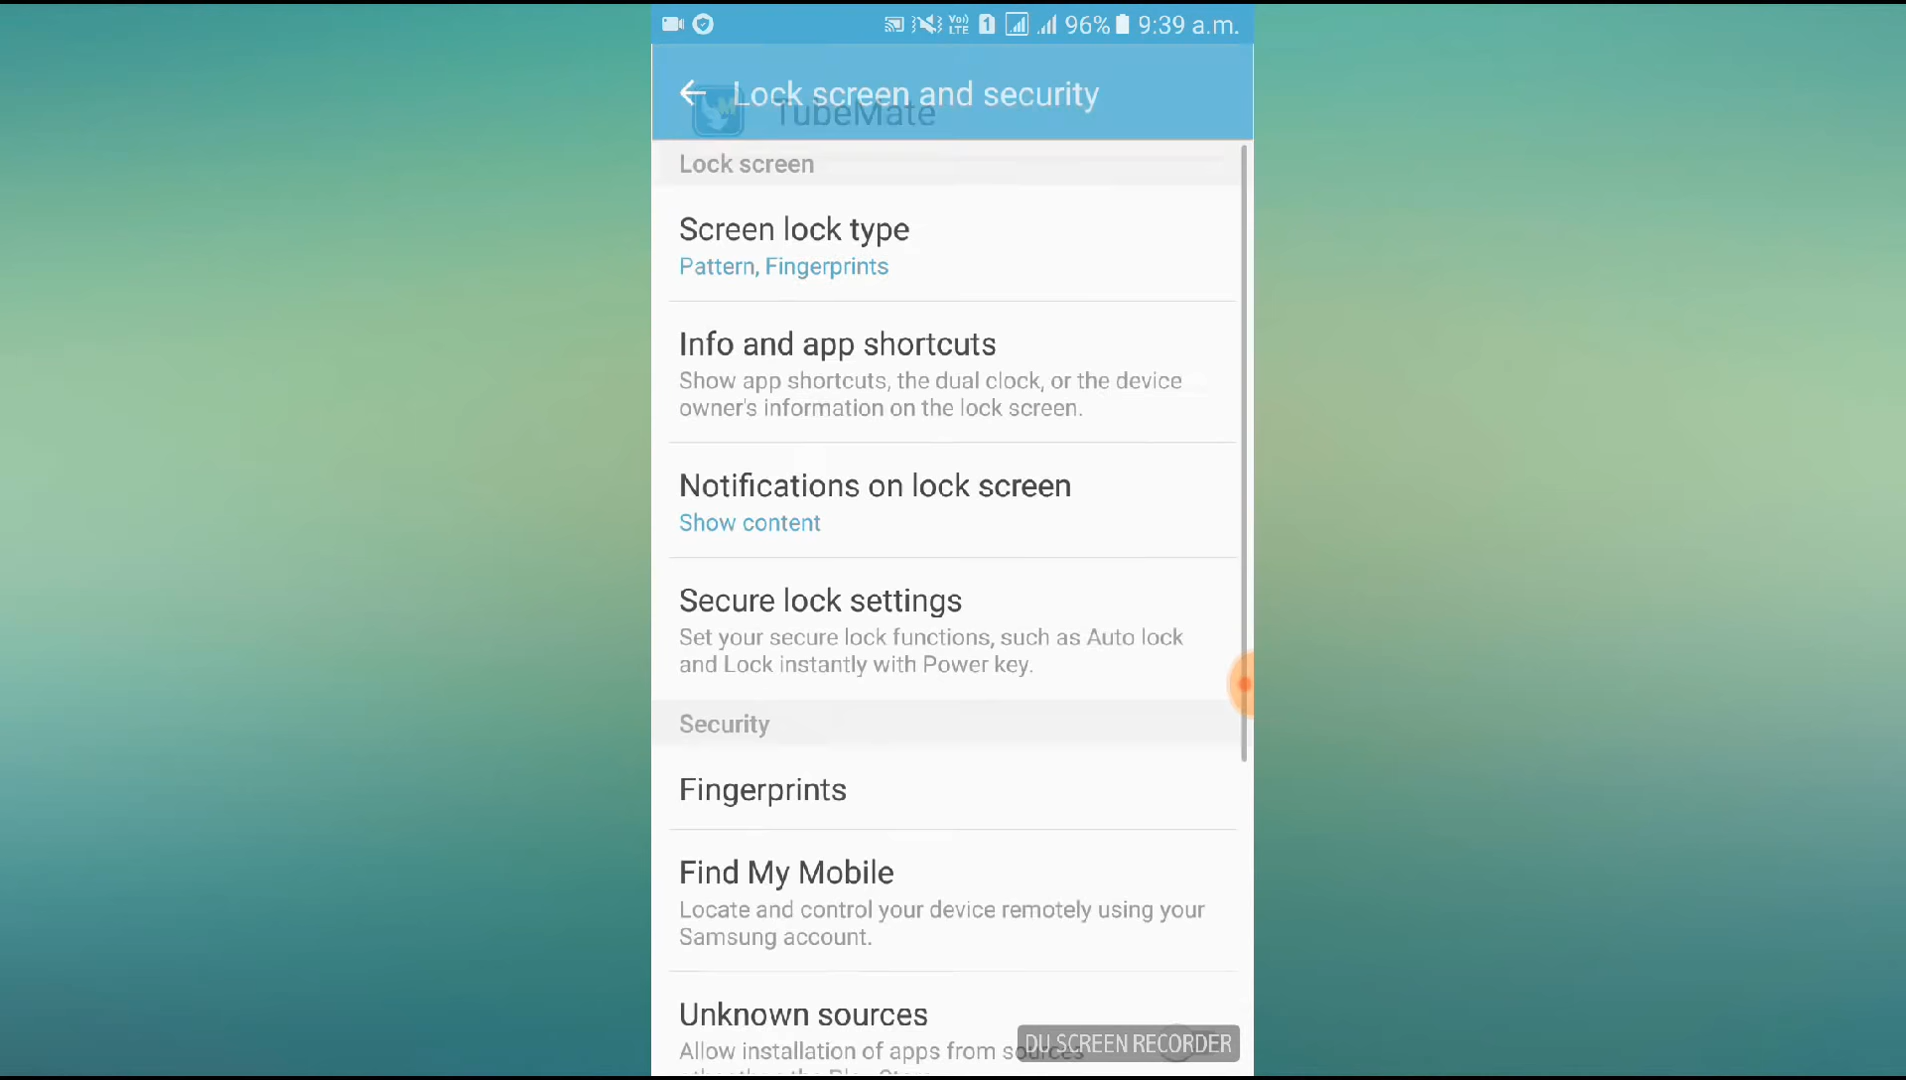 VoI) LTE 1 96% 9:39 a.m.
Lock screen and security
TubeMate
Lock screen
Screen lock type
Pattern, Fingerprints
Info and app shortcuts
Show app shortcuts, the dual clock, or the device
owner's information on the lock screen.
Notifications on lock screen
Show content
Secure lock settings
Set your secure lock functions, such as Auto lock
and Lock instantly with Power key.
Security
Fingerprints
Find My Mobile
Locate and control your device remotely using your
Samsung account.
Unknown sources
Allow installation of apps from sources
DU SCREEN RECORDER